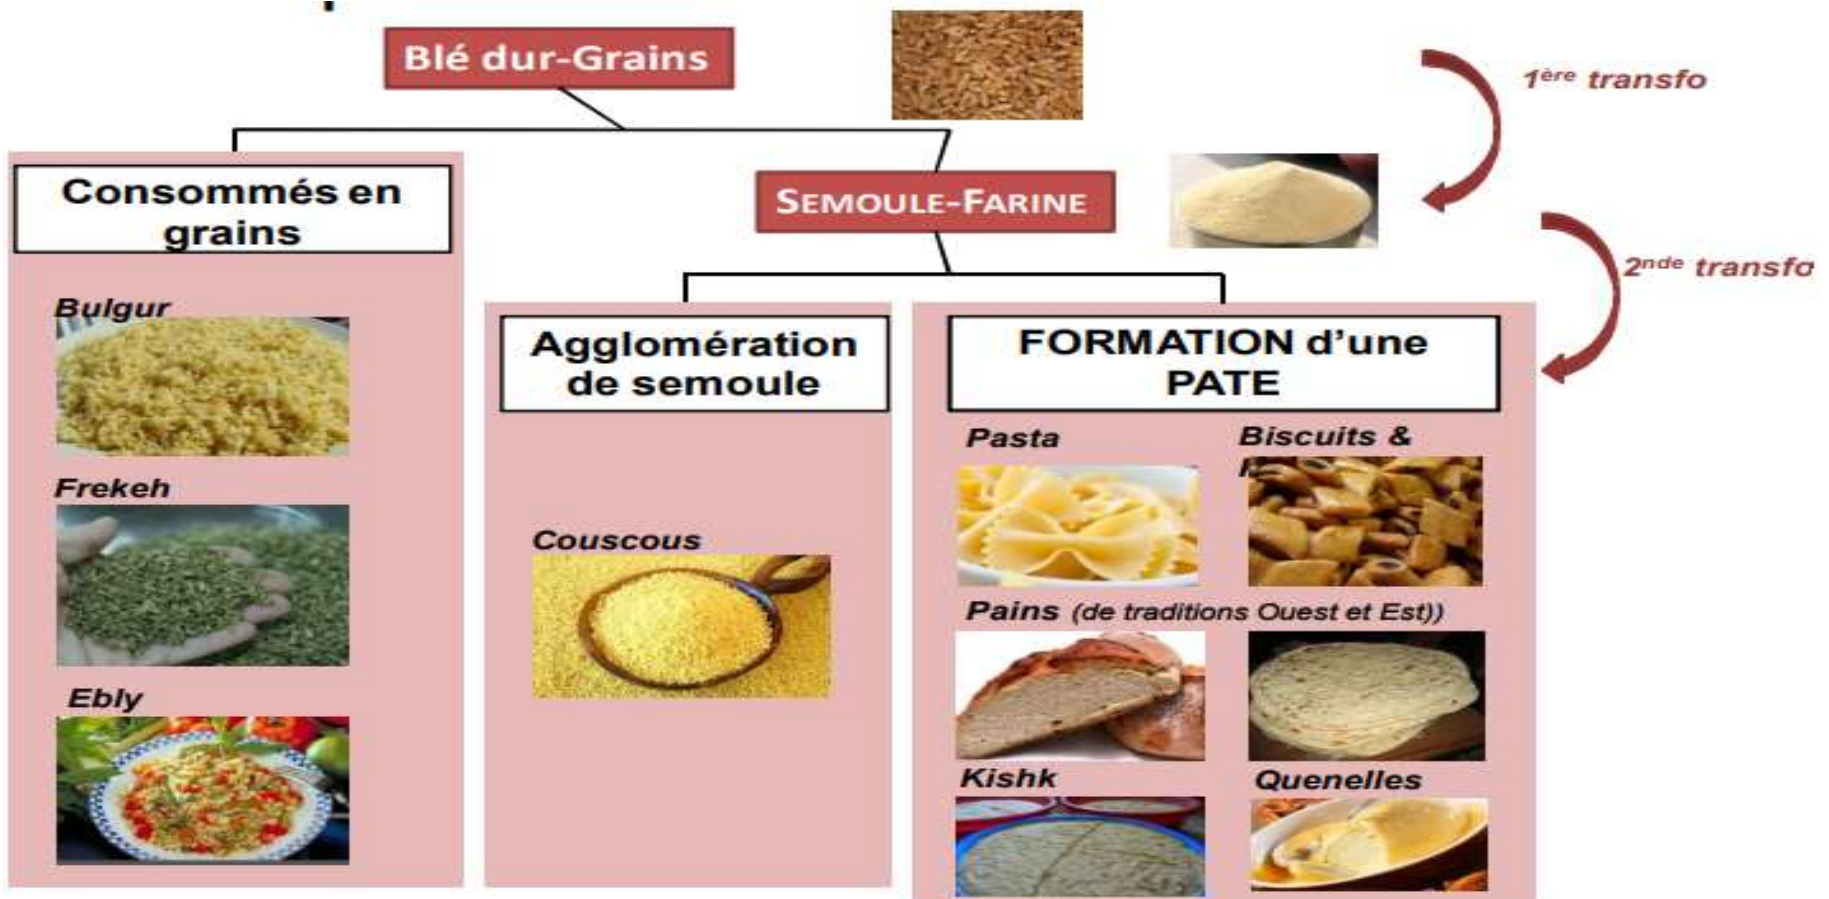 Blé dur-Grains
1ère transfo
Consommés en
grains
SEMOULE-FARINE
2nde transfo
Bulgur
Agglomération
de semoule
FORMATION d'une
PATE
Pasta
Biscuits &
Frekeh
Couscous
Pains (de traditions Ouest et Est))
Ebly
Kishk
Quenelles